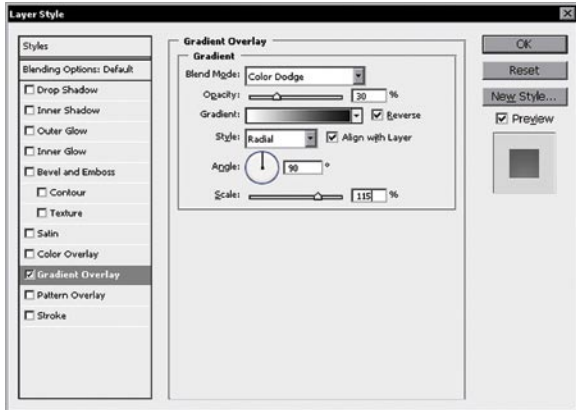 Layer Style
Styles
Blending Options: Default
Drop Shadow
Inner Shadow
Outer Glow
Inner Glow
Bevel and Emboss
Contour
Texture
Satin
Color Overlay
Gradient Overlay
Pattern Overlay
Stroke
Gradient Overlay
Gradient
Blend Mode: Color Dodge
Opacity: 30 %
Gradient: Reverse
Style: Radial Align with Layer
Angle: 90 °
Scale: 115 %
OK
Reset
New Style...
Preview